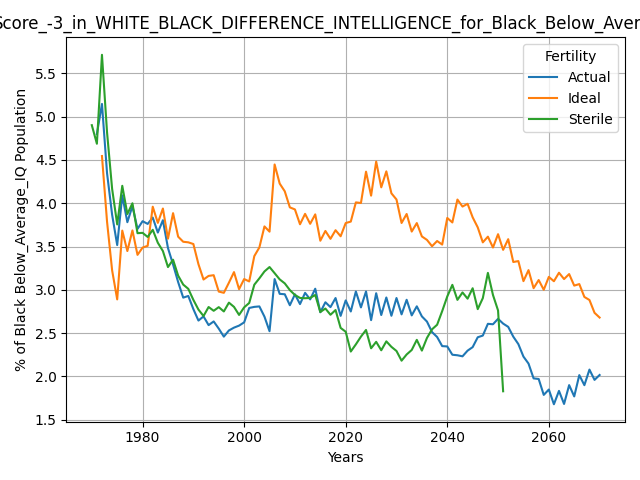 Score_-3_in_WHITE_BLACK_DIFFERENCE_INTELLIGENCE_for_Black_Below_Aver
Fertility
Actual
Ideal
Sterile
% of Black Below_Average_IQ Population
5.5
5.0
4.5
4.0
3.5
3.0
2.5
2.0
1.5
1980
2000
2020
2040
2060
Years